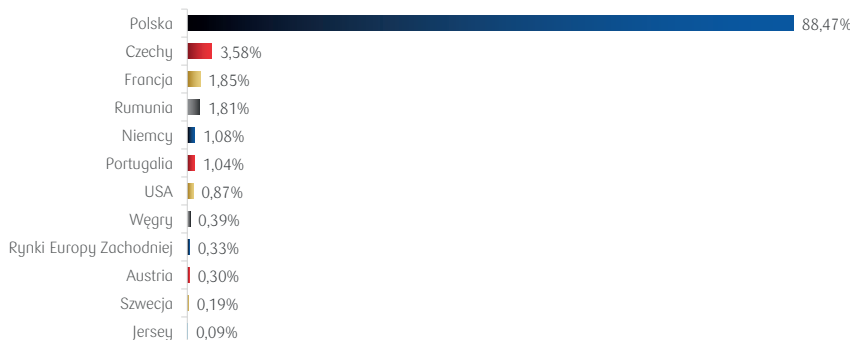 Polska 88,47%
Czechy 3,58%
Francja 1,85%
Rumunia 1,81%
Niemcy 1,08%
Portugalia 1,04%
USA 0,87%
Węgry 0,39%
Rynki Europy Zachodniej 0,33%
Austria 0,30%
Szwecja 0,19%
Jersey 0,09%